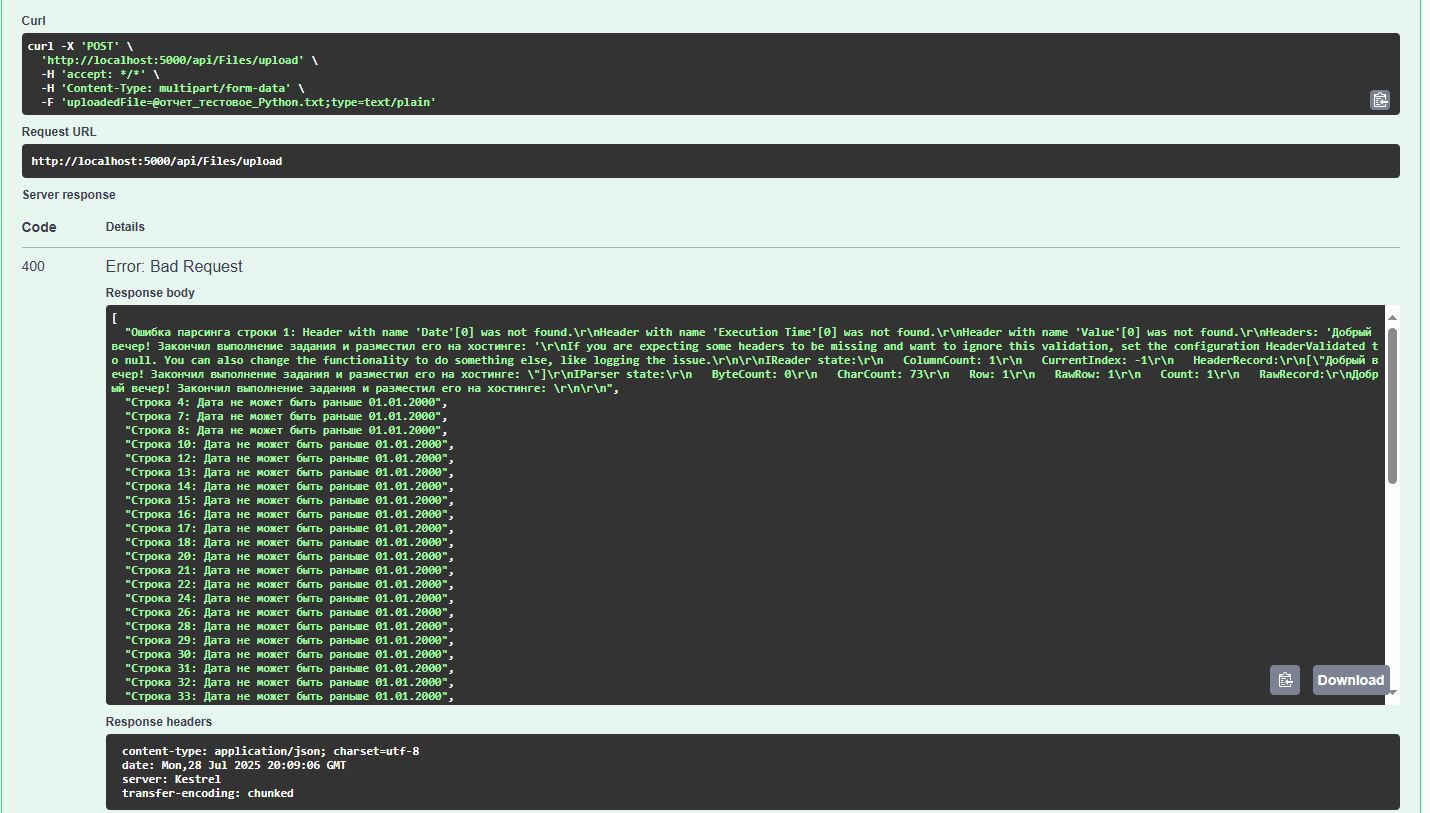 Curl
curl -X 'POST' \
'http://localhost:5000/api/Files/upload' \
-H 'accept: */*' \
-H 'Content-Type: multipart/form-data' \
-F 'uploadedFile=@отчет_тестовое_Python.txt;type=text/plain'
Request URL
http://localhost:5000/api/Files/upload
Server response
Code Details
400 Error: Bad Request
Response body
[
"Ошибка парсинга строки 1: Header with name 'Date'[0] was not found.\r\nHeader with name 'Execution Time'[0] was not found.\r\nHeader with name 'Value'[0] was not found.\r\nHeaders: 'Добрый
вечер! Закончил выполнение задания и разместил его на хостинге: '\r\nIf you are expecting some headers to be missing and want to ignore this validation, set the configuration HeaderValidated t
o null. You can also change the functionality to do something else, like logging the issue.\r\n\r\nIReader state:\r\n   ColumnCount: 1\r\n   CurrentIndex: -1\r\n   HeaderRecord:\r\n[\"Добрый в
ечер! Закончил выполнение задания и разместил его на хостинге: \"]\r\nIParser state:\r\n   ByteCount: 0\r\n   CharCount: 73\r\n   Row: 1\r\n   RawRow: 1\r\n   Count: 1\r\n   RawRecord:\r\nДобр
ый вечер! Закончил выполнение задания и разместил его на хостинге: \r\n\r\n",
"Строка 4: Дата не может быть раньше 01.01.2000",
"Строка 7: Дата не может быть раньше 01.01.2000",
"Строка 8: Дата не может быть раньше 01.01.2000",
"Строка 10: Дата не может быть раньше 01.01.2000",
"Строка 12: Дата не может быть раньше 01.01.2000",
"Строка 13: Дата не может быть раньше 01.01.2000",
"Строка 14: Дата не может быть раньше 01.01.2000",
"Строка 15: Дата не может быть раньше 01.01.2000",
"Строка 16: Дата не может быть раньше 01.01.2000",
"Строка 17: Дата не может быть раньше 01.01.2000",
"Строка 18: Дата не может быть раньше 01.01.2000",
"Строка 20: Дата не может быть раньше 01.01.2000",
"Строка 21: Дата не может быть раньше 01.01.2000",
"Строка 22: Дата не может быть раньше 01.01.2000",
"Строка 24: Дата не может быть раньше 01.01.2000",
"Строка 26: Дата не может быть раньше 01.01.2000",
"Строка 28: Дата не может быть раньше 01.01.2000",
"Строка 29: Дата не может быть раньше 01.01.2000",
"Строка 30: Дата не может быть раньше 01.01.2000",
"Строка 31: Дата не может быть раньше 01.01.2000",
"Строка 32: Дата не может быть раньше 01.01.2000",
"Строка 33: Дата не может быть раньше 01.01.2000",
Download
Response headers
content-type: application/json; charset=utf-8
date: Mon,28 Jul 2025 20:09:06 GMT
server: Kestrel
transfer-encoding: chunked